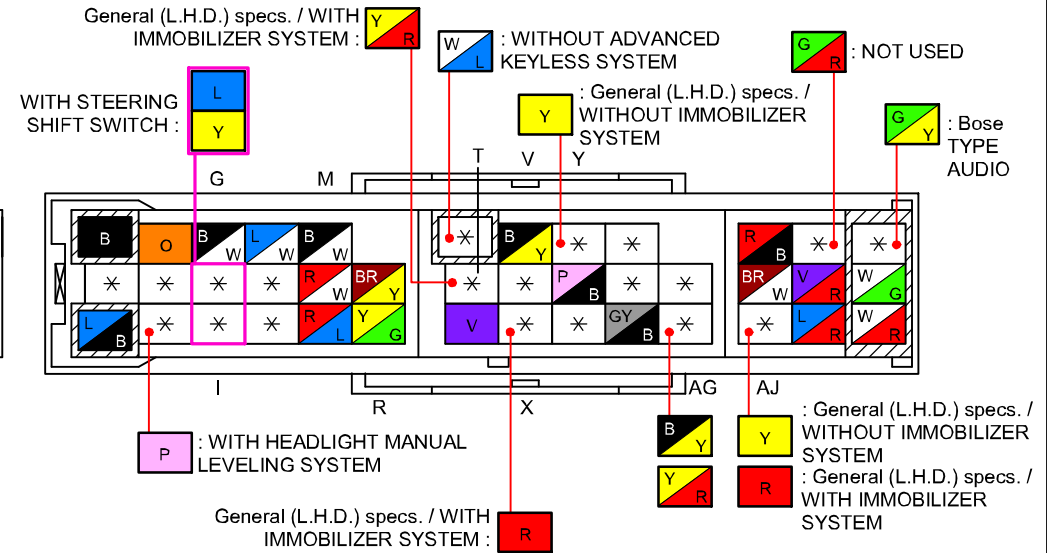 General (L.H.D.) specs. / WITH
IMMOBILIZER SYSTEM :
Y
R
W
L
: WITHOUT ADVANCED
KEYLESS SYSTEM
G
R
: NOT USED
WITH STEERING
SHIFT SWITCH :
L
Y
Y
: General (L.H.D.) specs. /
WITHOUT IMMOBILIZER
SYSTEM
G
Y
: Bose
TYPE
AUDIO
G M T V Y
B O B W L W B W * B Y * * R B * *
* * * R W BR Y * * P B * * BR W V R W G
L B * * * R L Y G V * * GY B * * L R W R
I R X AG AJ
P
: WITH HEADLIGHT MANUAL
LEVELING SYSTEM
B
Y
Y
: General (L.H.D.) specs. /
WITHOUT IMMOBILIZER
SYSTEM
Y
R
R
: General (L.H.D.) specs. /
WITH IMMOBILIZER
SYSTEM
General (L.H.D.) specs. / WITH
IMMOBILIZER SYSTEM :
R